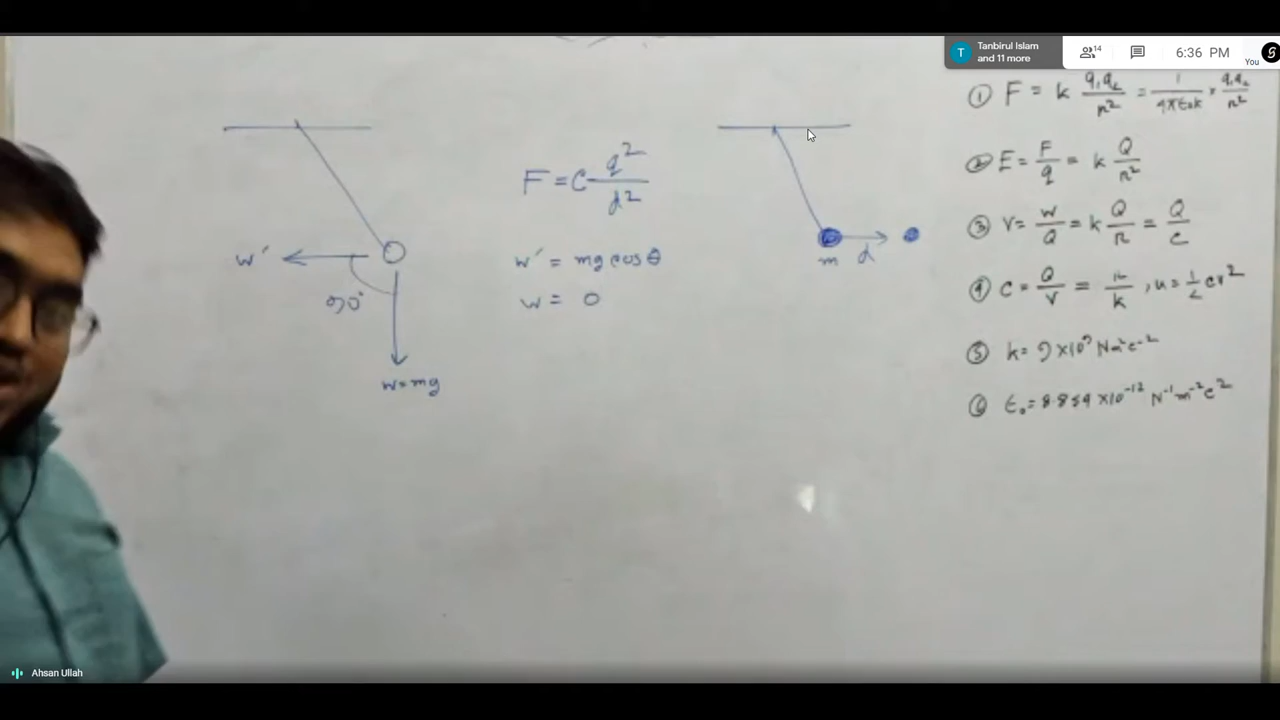 Tanbirul Islam
and 11 more
T
14
6:36 PM
You
F = C q²/d²
w' = mg cos θ
w = 0
w'
90°
w=mg
m
d
① F = k q₁q₂/r² = 1/4πε₀k × q₁q₂/r²
② E = F/q = k Q/r²
③ V = W/Q = k Q/r = Q/C
④ C = Q/V = r/k , u = 1/2 cv²
⑤ k = 9×10⁹ Nm²c⁻²
⑥ ε₀ = 8.854 ×10⁻¹² N⁻¹m⁻²c²
Ahsan Ullah